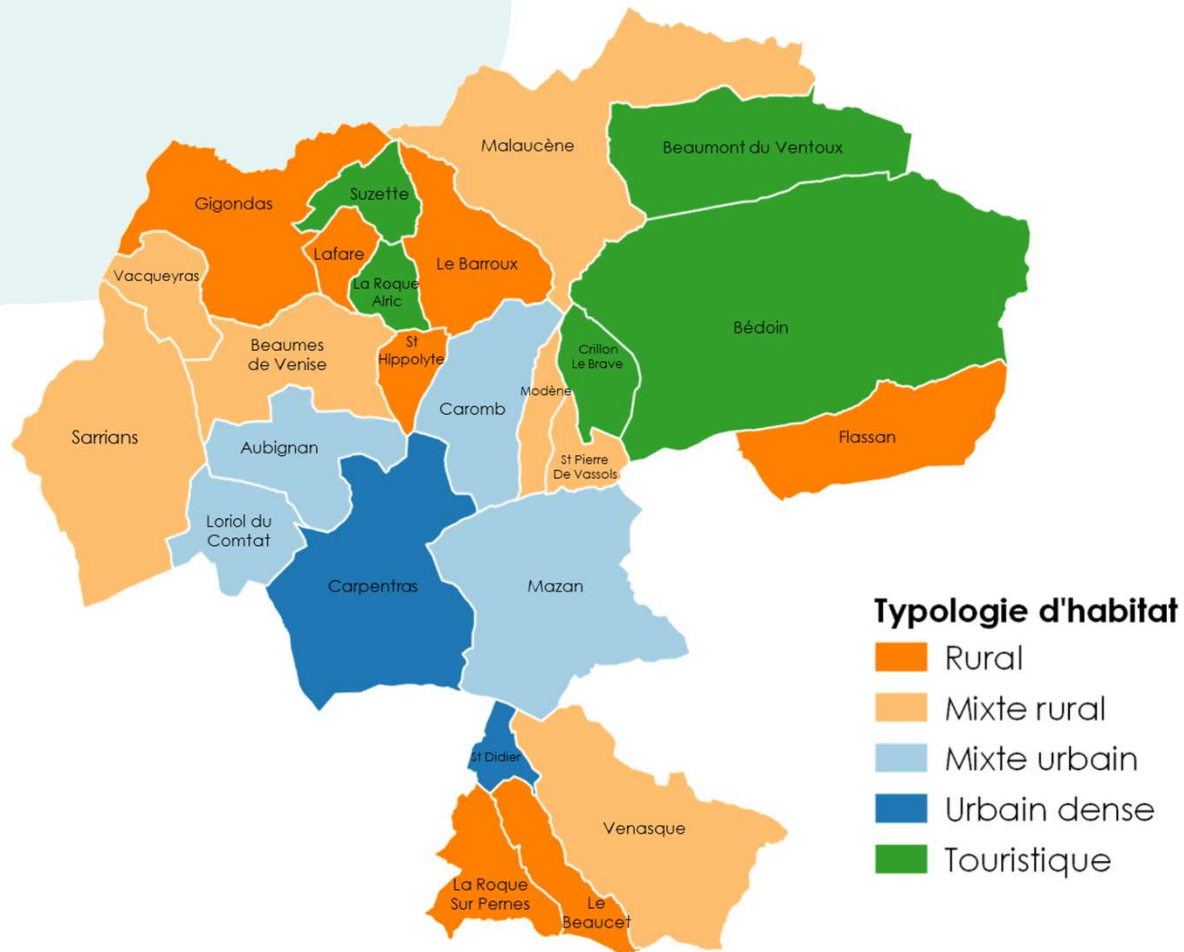 Malaucène
Beaumont du Ventoux
Suzette
Gigondas
Lafare
Le Barroux
Vacqueyras
La Roque
Alric
Bédoin
Beaumes
de Venise
St
Hippolyte
Crillon
Le Brave
Modène
Caromb
Sarrians
Aubignan
Flassan
St Pierre
De Vassols
Loriol du
Comtat
Carpentras
Mazan
St Didier
Venasque
La Roque
Sur Pernes
Le
Beaucet
Typologie d'habitat
Rural
Mixte rural
Mixte urbain
Urbain dense
Touristique